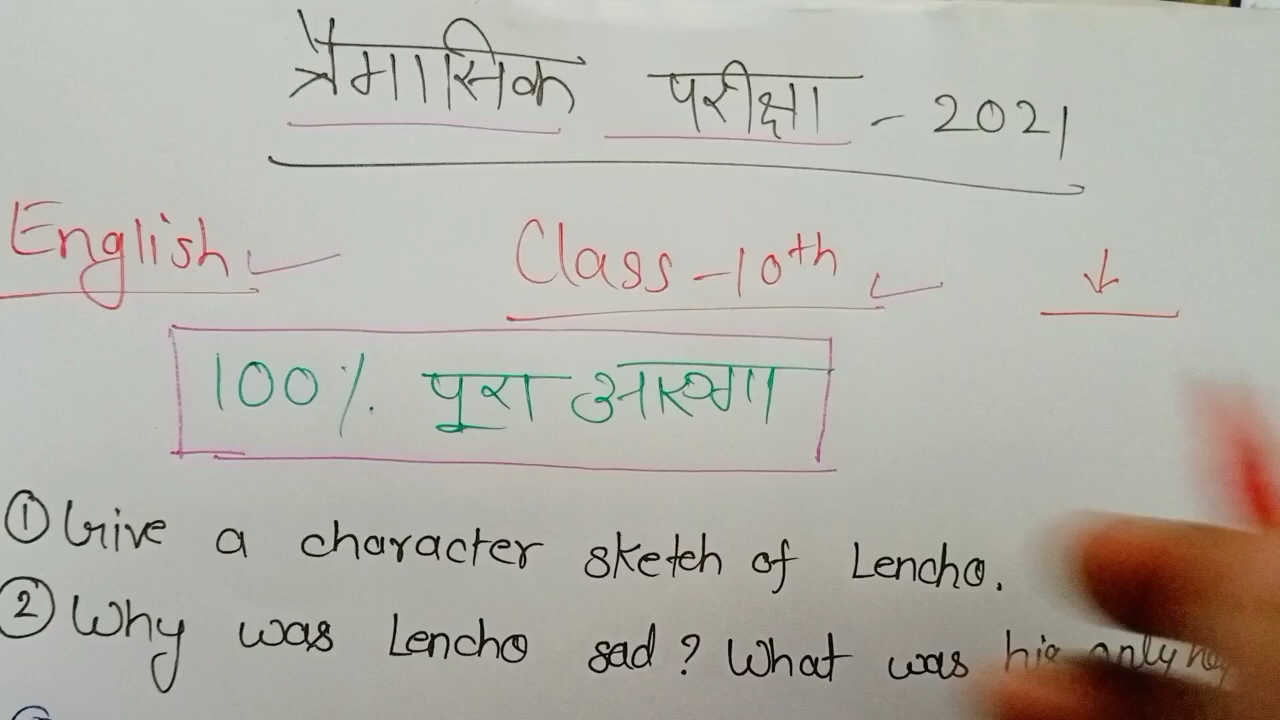 त्रैमासिक परीक्षा - 2021
English Class-10th
100%. पूरा आएगा
① Give a character sketch of Lencho.
② Why was Lencho sad? What was his only